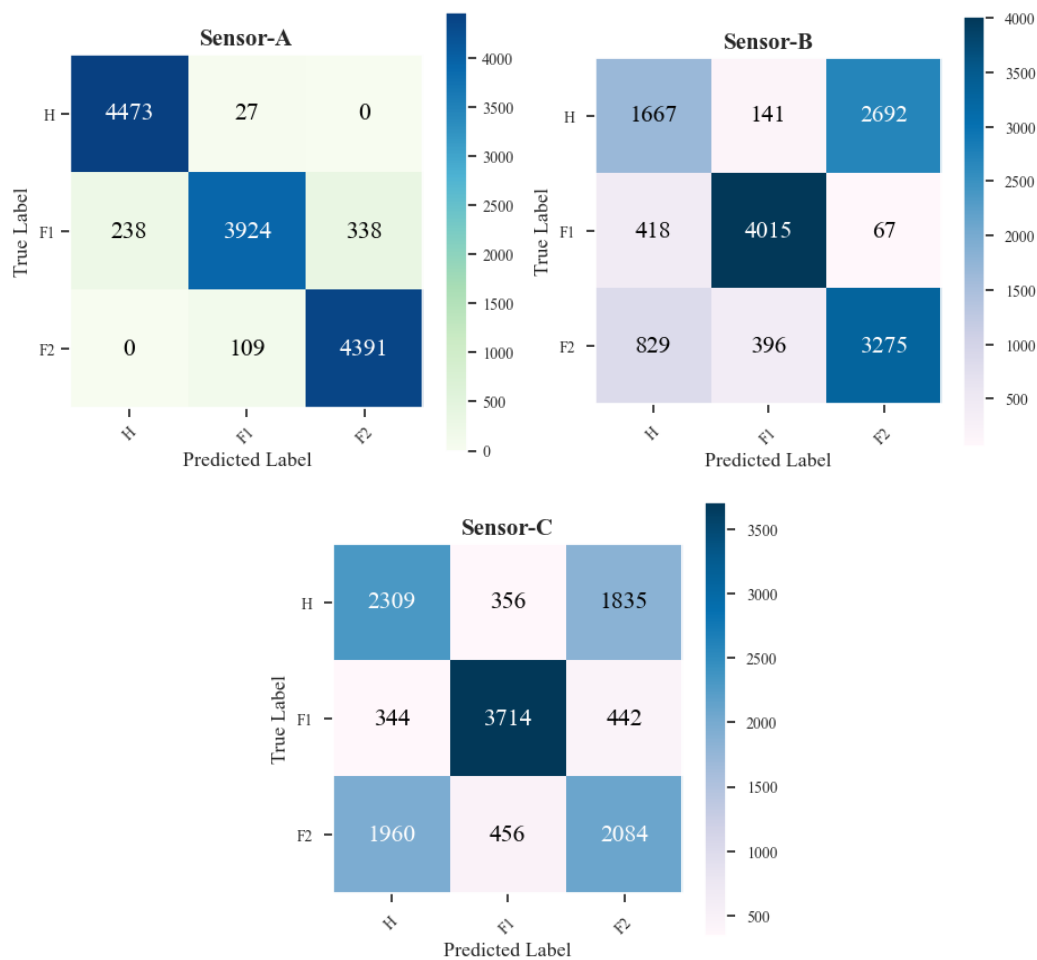 Sensor-A
H 4473 27 0
F1 238 3924 338
F2 0 109 4391
H F1 F2
True Label
Predicted Label
4000
3500
3000
2500
2000
1500
1000
500
0
Sensor-B
H 1667 141 2692
F1 418 4015 67
F2 829 396 3275
H F1 F2
True Label
Predicted Label
4000
3500
3000
2500
2000
1500
1000
500
Sensor-C
H 2309 356 1835
F1 344 3714 442
F2 1960 456 2084
H F1 F2
True Label
Predicted Label
3500
3000
2500
2000
1500
1000
500